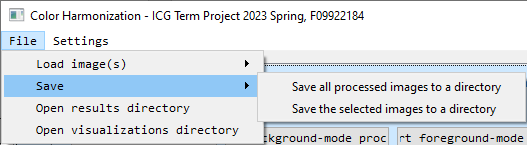 Color Harmonization - ICG Term Project 2023 Spring, F09922184
File Settings
Load image(s)
Save
Save all processed images to a directory
Save the selected images to a directory
Open results directory
Open visualizations directory
ground-mode proc
rt foreground-mode